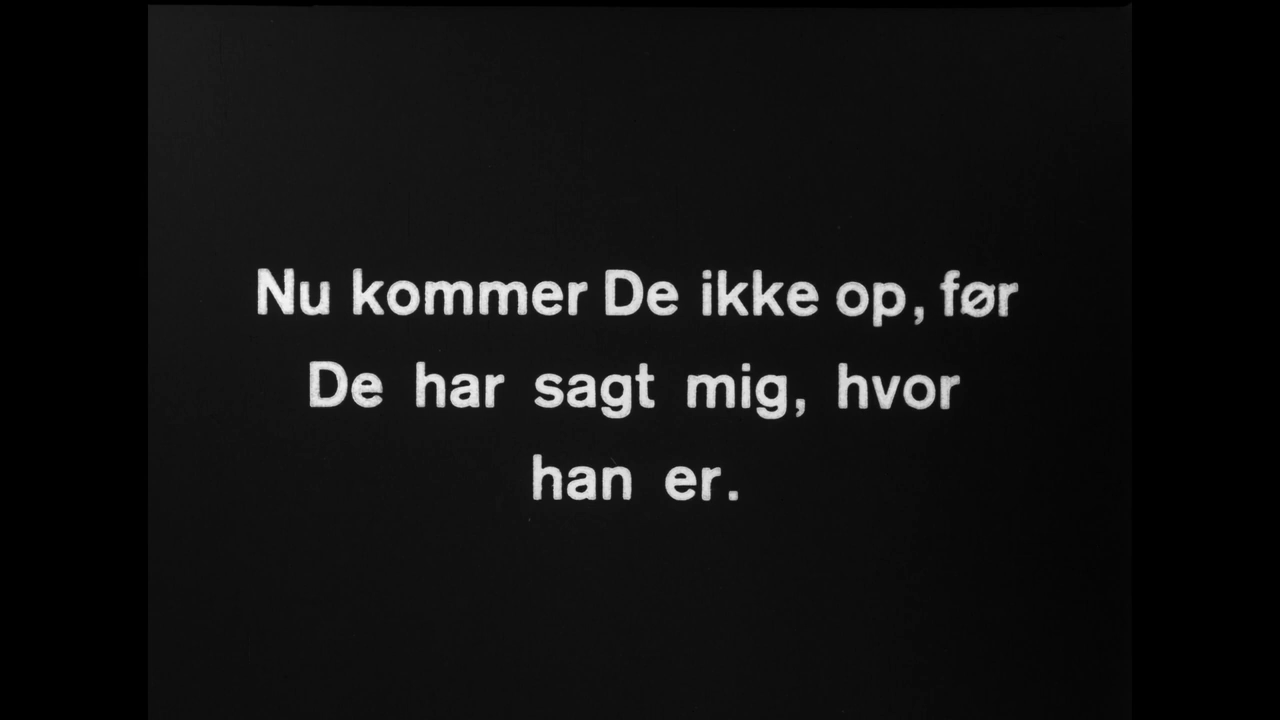 Nu kommer De ikke op, før
De har sagt mig, hvor
han er.